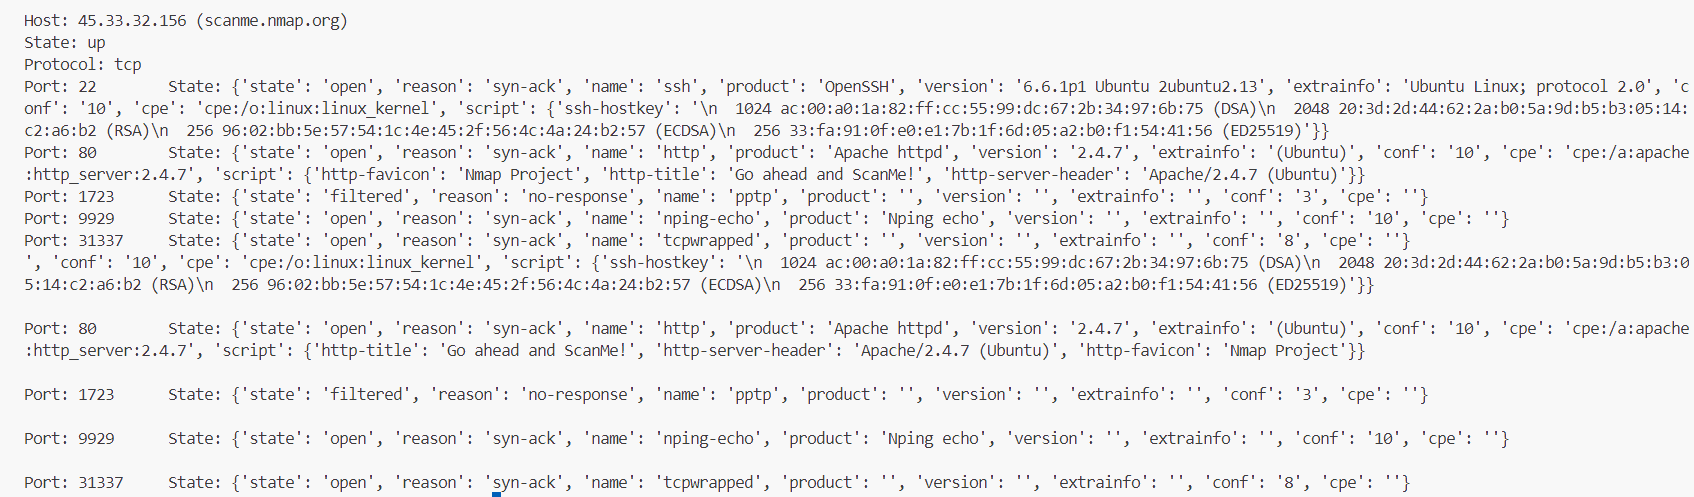 Host: 45.33.32.156 (scanme.nmap.org)
State: up
Protocol: tcp
Port: 22      State: {'state': 'open', 'reason': 'syn-ack', 'name': 'ssh', 'product': 'OpenSSH', 'version': '6.6.1p1 Ubuntu 2ubuntu2.13', 'extrainfo': 'Ubuntu Linux; protocol 2.0', 'c
onf': '10', 'cpe': 'cpe:/o:linux:linux_kernel', 'script': {'ssh-hostkey': '\n  1024 ac:00:a0:1a:82:ff:cc:55:99:dc:67:2b:34:97:6b:75 (DSA)\n  2048 20:3d:2d:44:62:2a:b0:5a:9d:b5:b3:05:14:
c2:a6:b2 (RSA)\n  256 96:02:bb:5e:57:54:1c:4e:45:2f:56:4c:4a:24:b2:57 (ECDSA)\n  256 33:fa:91:0f:e0:e1:7b:1f:6d:05:a2:b0:f1:54:41:56 (ED25519)'}}
Port: 80      State: {'state': 'open', 'reason': 'syn-ack', 'name': 'http', 'product': 'Apache httpd', 'version': '2.4.7', 'extrainfo': '(Ubuntu)', 'conf': '10', 'cpe': 'cpe:/a:apache
:http_server:2.4.7', 'script': {'http-favicon': 'Nmap Project', 'http-title': 'Go ahead and ScanMe!', 'http-server-header': 'Apache/2.4.7 (Ubuntu)'}}
Port: 1723      State: {'state': 'filtered', 'reason': 'no-response', 'name': 'pptp', 'product': '', 'version': '', 'extrainfo': '', 'conf': '3', 'cpe': ''}
Port: 9929      State: {'state': 'open', 'reason': 'syn-ack', 'name': 'nping-echo', 'product': 'Nping echo', 'version': '', 'extrainfo': '', 'conf': '10', 'cpe': ''}
Port: 31337     State: {'state': 'open', 'reason': 'syn-ack', 'name': 'tcpwrapped', 'product': '', 'version': '', 'extrainfo': '', 'conf': '8', 'cpe': ''}
', 'conf': '10', 'cpe': 'cpe:/o:linux:linux_kernel', 'script': {'ssh-hostkey': '\n  1024 ac:00:a0:1a:82:ff:cc:55:99:dc:67:2b:34:97:6b:75 (DSA)\n  2048 20:3d:2d:44:62:2a:b0:5a:9d:b5:b3:0
5:14:c2:a6:b2 (RSA)\n  256 96:02:bb:5e:57:54:1c:4e:45:2f:56:4c:4a:24:b2:57 (ECDSA)\n  256 33:fa:91:0f:e0:e1:7b:1f:6d:05:a2:b0:f1:54:41:56 (ED25519)'}}
Port: 80      State: {'state': 'open', 'reason': 'syn-ack', 'name': 'http', 'product': 'Apache httpd', 'version': '2.4.7', 'extrainfo': '(Ubuntu)', 'conf': '10', 'cpe': 'cpe:/a:apache
:http_server:2.4.7', 'script': {'http-title': 'Go ahead and ScanMe!', 'http-server-header': 'Apache/2.4.7 (Ubuntu)', 'http-favicon': 'Nmap Project'}}
Port: 1723      State: {'state': 'filtered', 'reason': 'no-response', 'name': 'pptp', 'product': '', 'version': '', 'extrainfo': '', 'conf': '3', 'cpe': ''}
Port: 9929      State: {'state': 'open', 'reason': 'syn-ack', 'name': 'nping-echo', 'product': 'Nping echo', 'version': '', 'extrainfo': '', 'conf': '10', 'cpe': ''}
Port: 31337     State: {'state': 'open', 'reason': 'syn-ack', 'name': 'tcpwrapped', 'product': '', 'version': '', 'extrainfo': '', 'conf': '8', 'cpe': ''}